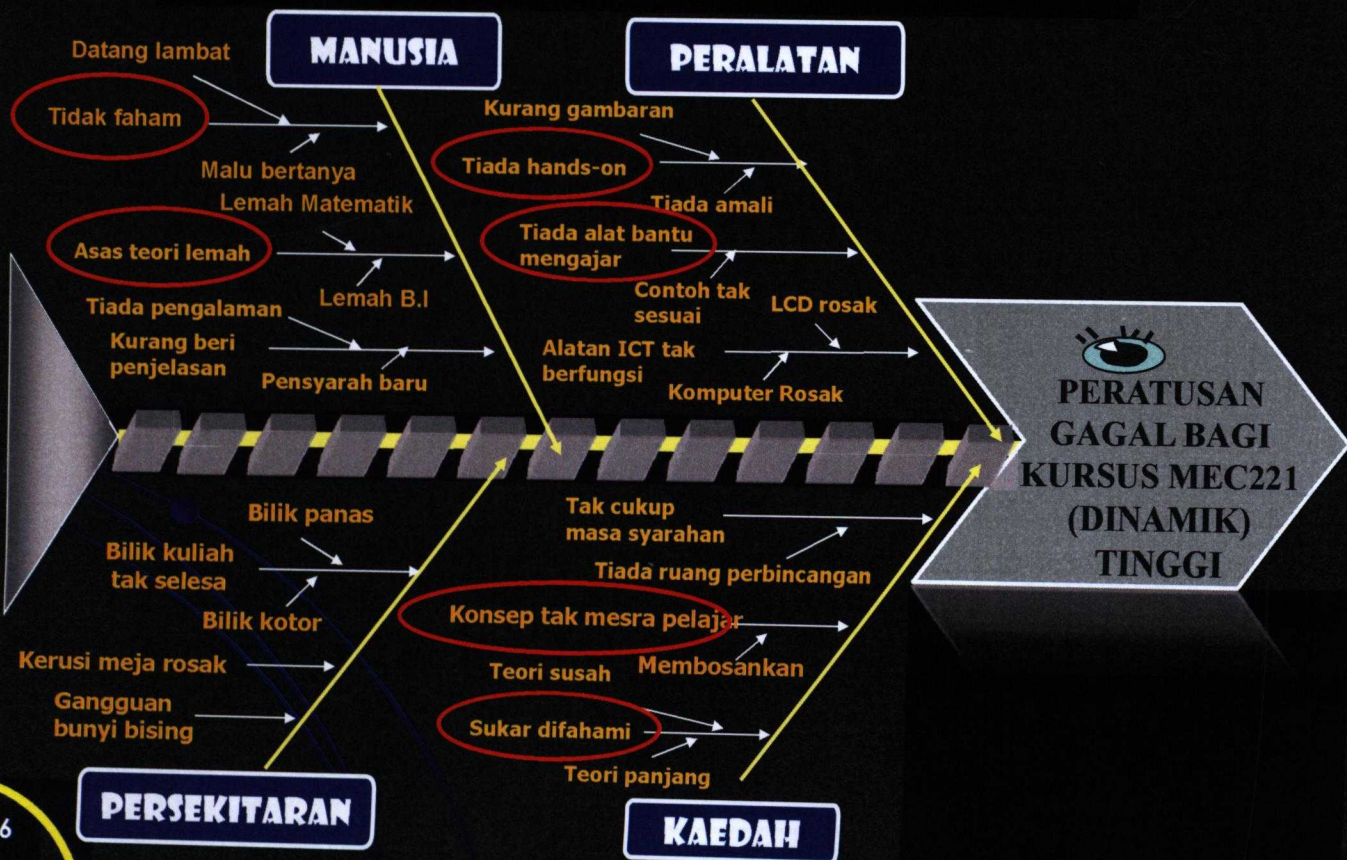 MANUSIA
Datang lambat
Tidak faham
Malu bertanya
Lemah Matematik
Asas teori lemah
Lemah B.I
Tiada pengalaman
Kurang beri
penjelasan
Pensyarah baru
PERALATAN
Kurang gambaran
Tiada hands-on
Tiada amali
Tiada alat bantu
mengajar
Contoh tak
sesuai
LCD rosak
Alatan ICT tak
berfungsi
Komputer Rosak
PERATUSAN
GAGAL BAGI
KURSUS MEC221
(DINAMIK)
TINGGI
Bilik panas
Bilik kuliah
tak selesa
Bilik kotor
Kerusi meja rosak
Gangguan
bunyi bising
PERSEKITARAN
Tak cukup
masa syarahan
Tiada ruang perbincangan
Konsep tak mesra pelajar
Membosankan
Teori susah
Sukar difahami
Teori panjang
KAEDAH
6